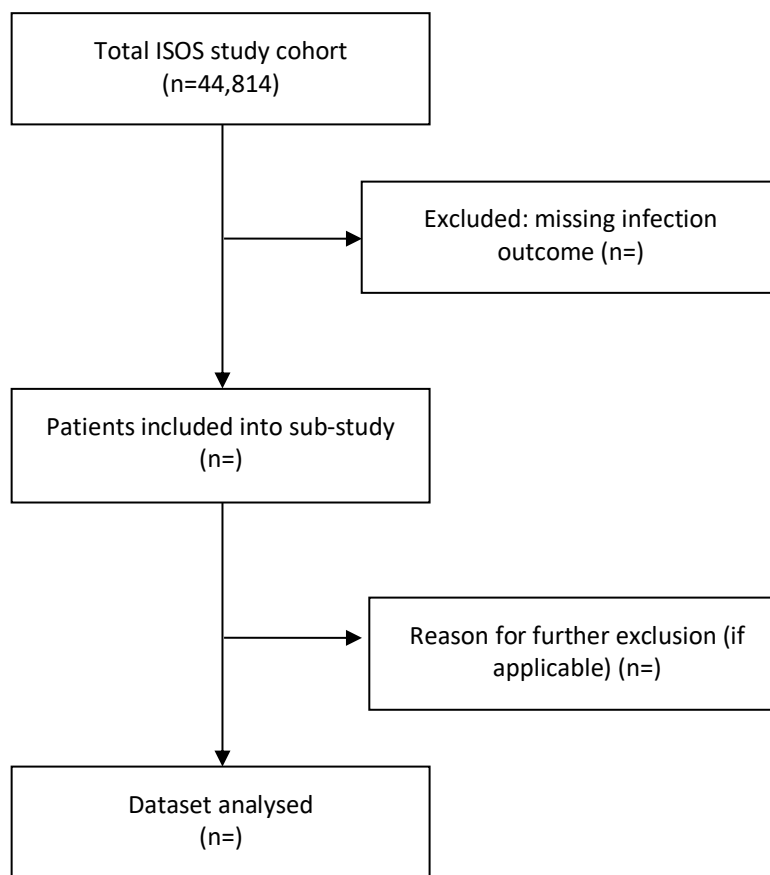 Total ISOS study cohort
(n=44,814)
Excluded: missing infection
outcome (n=)
Patients included into sub-study
(n=)
Reason for further exclusion (if
applicable) (n=)
Dataset analysed
(n=)